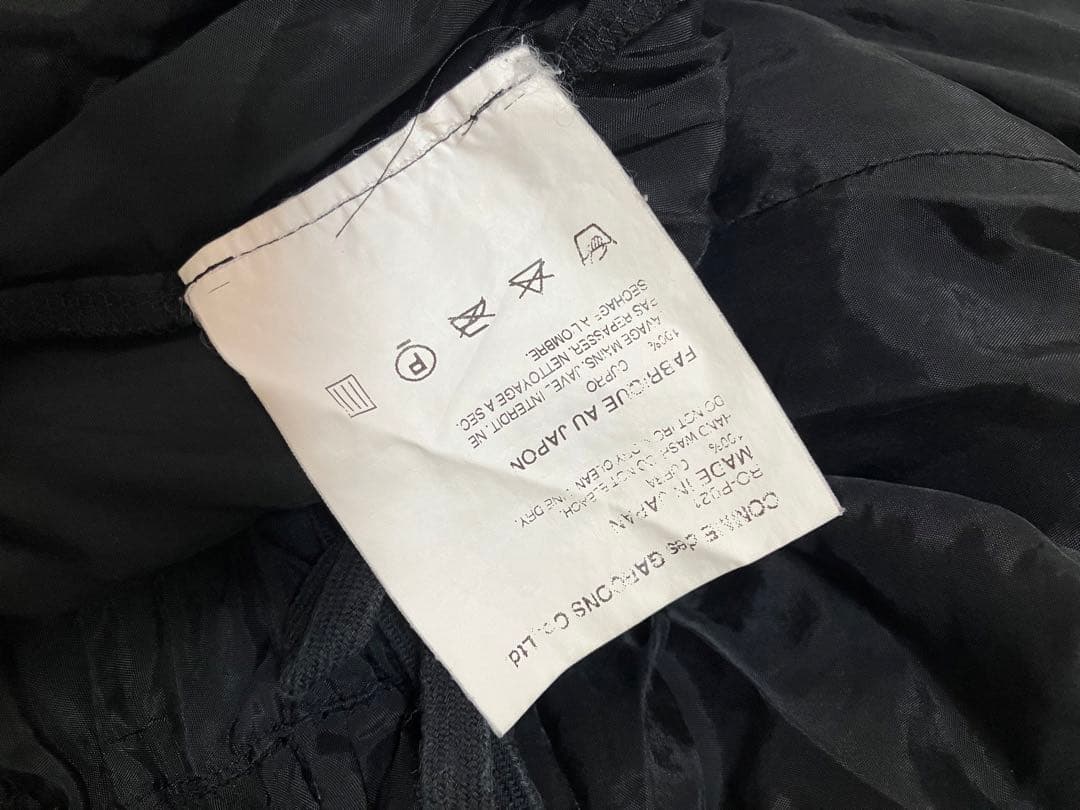 COMME des GARCONS Co., Ltd
RO-P021
MADE IN JAPAN
100% CUPRA
HAND WASH. DO NOT BLEACH.
DO NOT IRON. DRY CLEAN. LINE DRY.
FABRIQUE AU JAPON
100% CUPRO
LAVAGE MAINS. JAVEL INTERDIT. NE
PAS REPASSER. NETTOYAGE A SEC.
SECHAGE A L'OMBRE.
P